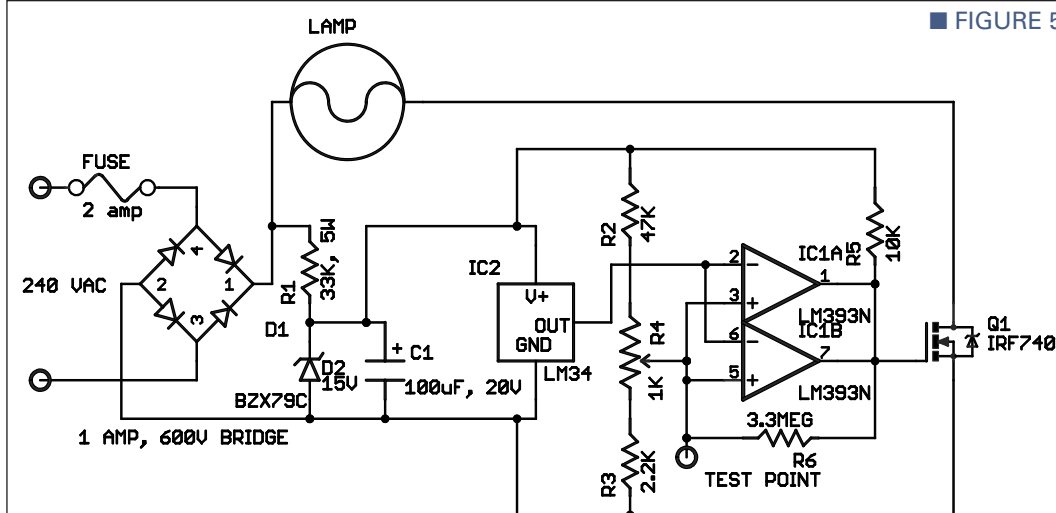 ■ FIGURE 5
LAMP
FUSE
2 amp
240 VAC
4
2
1
3
R1
33K, 5W
D1
D2
15V
BZX79C
+
C1
100uF, 20V
1 AMP, 600V BRIDGE
IC2
V+
OUT
GND
LM34
R2
47K
R4
1K
R3
2.2K
2
−
3
+
IC1A
1
LM393N
IC1B
6
−
5
+
7
LM393N
R5
10K
3.3MEG
R6
TEST POINT
Q1
IRF740